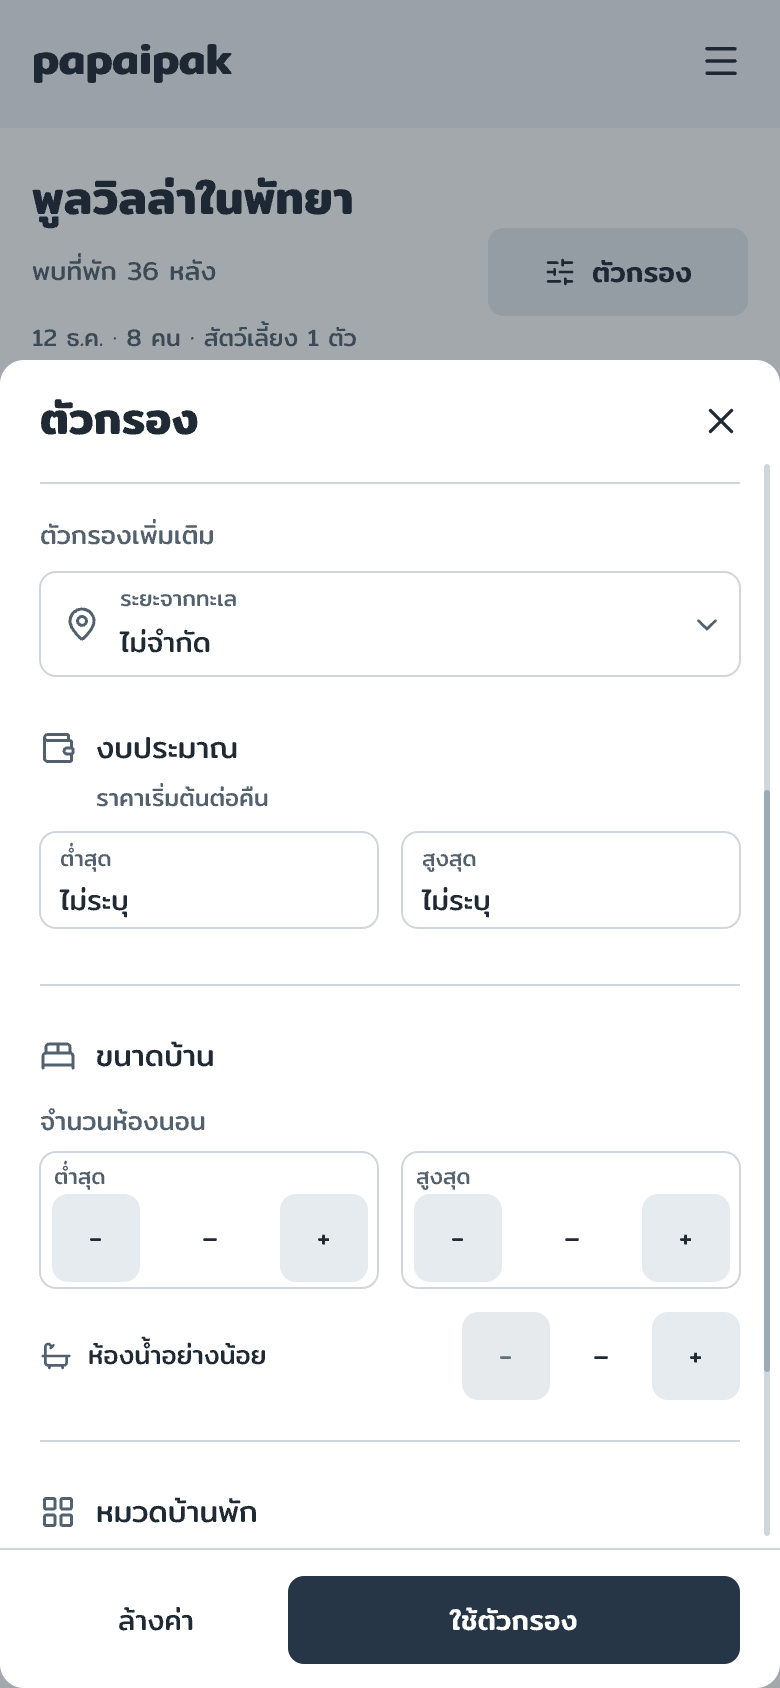 papaipak
พูลวิลล่าในพัทยา
พบที่พัก 36 หลัง
ตัวกรอง
12 ธ.ค. · 8 คน · สัตว์เลี้ยง 1 ตัว
ตัวกรอง
ตัวกรองเพิ่มเติม
ระยะจากทะเล
ไม่จำกัด
งบประมาณ
ราคาเริ่มต้นต่อคืน
ต่ำสุด สูงสุด
ไม่ระบุ ไม่ระบุ
ขนาดบ้าน
จำนวนห้องนอน
ต่ำสุด สูงสุด
- – + - – +
ห้องน้ำอย่างน้อย - – +
หมวดบ้านพัก
ล้างค่า ใช้ตัวกรอง